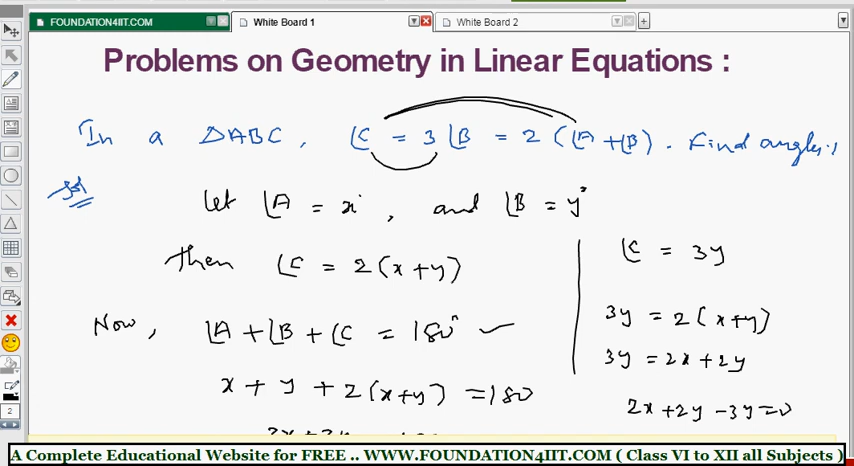 FOUNDATION4IIT.COM White Board 1 White Board 2
Problems on Geometry in Linear Equations :
In a △ABC, ∠C = 3∠B = 2(∠A+∠B). Find angles.
Sol
Let ∠A = x°, and ∠B = y°
then ∠C = 2(x+y)
Now, ∠A+∠B+∠C = 180°
x + y + 2(x+y) = 180
∠C = 3y
3y = 2(x+y)
3y = 2x+2y
2x+2y-3y=0
2
A Complete Educational Website for FREE .. WWW.FOUNDATION4IIT.COM ( Class VI to XII all Subjects )